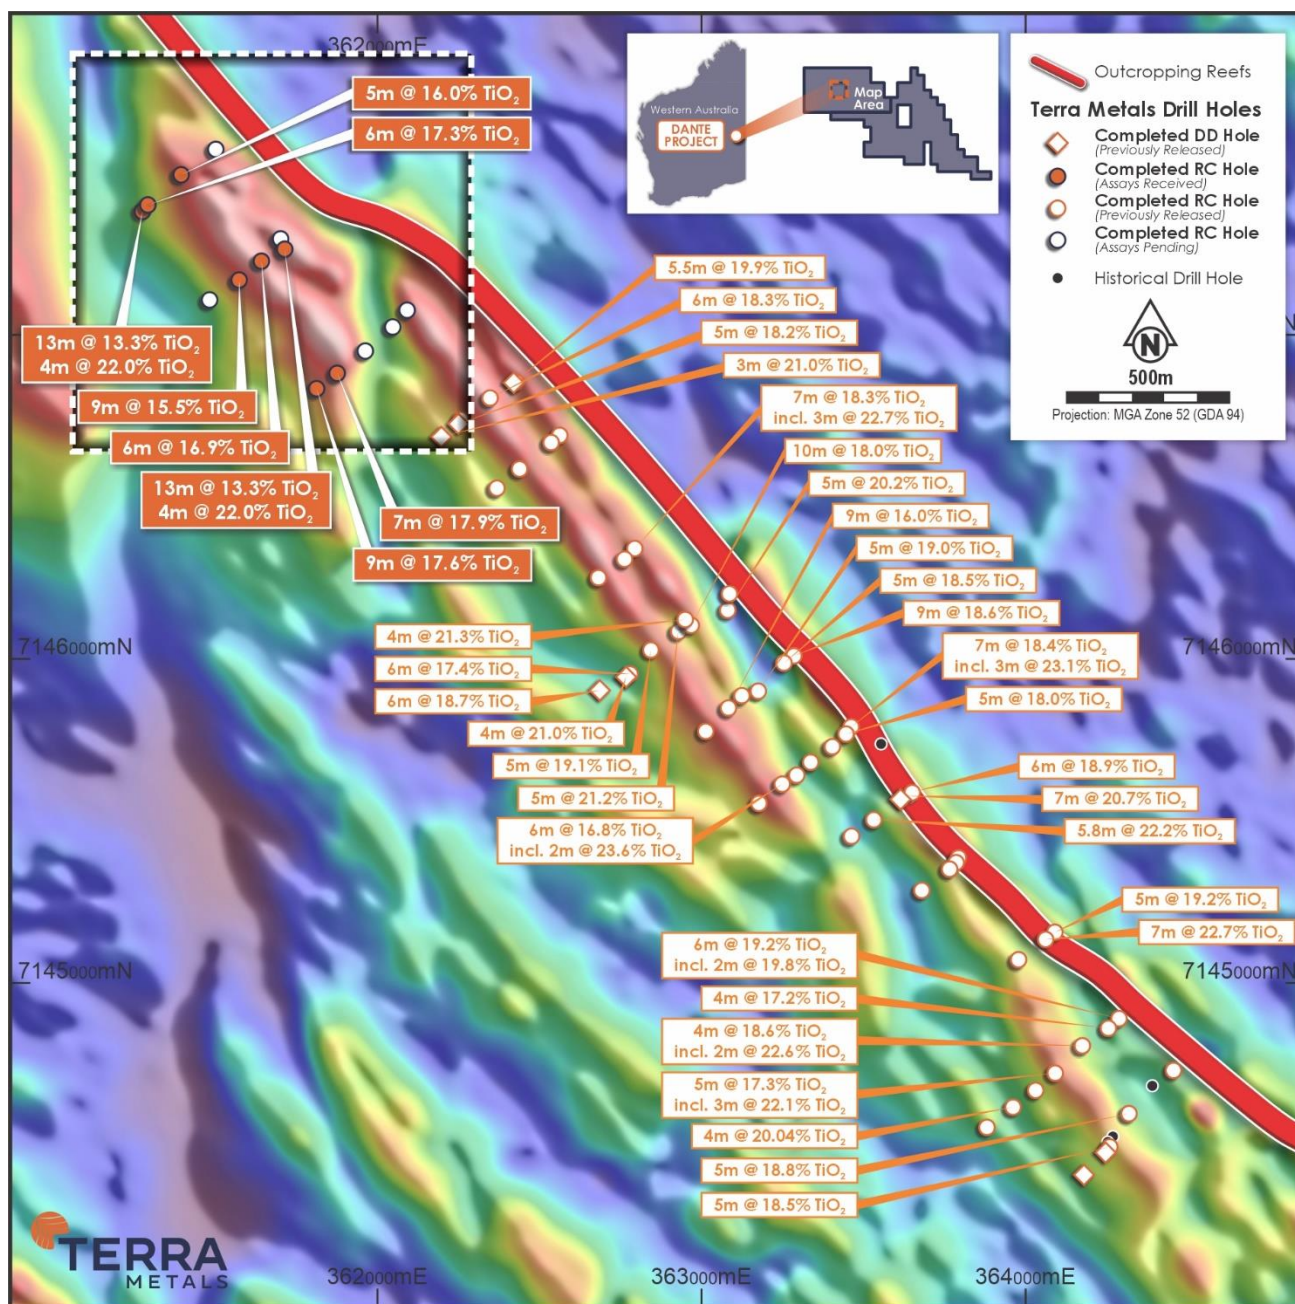 362000mE
5m @ 16.0% TiO₂
6m @ 17.3% TiO₂
13m @ 13.3% TiO₂
4m @ 22.0% TiO₂
9m @ 15.5% TiO₂
6m @ 16.9% TiO₂
13m @ 13.3% TiO₂
4m @ 22.0% TiO₂
7m @ 17.9% TiO₂
9m @ 17.6% TiO₂
Western Australia
DANTE
PROJECT
Map
Area
Outcropping Reefs
Terra Metals Drill Holes
Completed DD Hole
(Previously Released)
Completed RC Hole
(Assays Received)
Completed RC Hole
(Previously Released)
Completed RC Hole
(Assays Pending)
Historical Drill Hole
N
500m
Projection: MGA Zone 52 (GDA 94)
N
5.5m @ 19.9% TiO₂
6m @ 18.3% TiO₂
5m @ 18.2% TiO₂
3m @ 21.0% TiO₂
7m @ 18.3% TiO₂
incl. 3m @ 22.7% TiO₂
10m @ 18.0% TiO₂
5m @ 20.2% TiO₂
9m @ 16.0% TiO₂
5m @ 19.0% TiO₂
5m @ 18.5% TiO₂
9m @ 18.6% TiO₂
7m @ 18.4% TiO₂
incl. 3m @ 23.1% TiO₂
5m @ 18.0% TiO₂
7146000mN
7146000mN
4m @ 21.3% TiO₂
6m @ 17.4% TiO₂
6m @ 18.7% TiO₂
4m @ 21.0% TiO₂
5m @ 19.1% TiO₂
5m @ 21.2% TiO₂
6m @ 16.8% TiO₂
incl. 2m @ 23.6% TiO₂
6m @ 18.9% TiO₂
7m @ 20.7% TiO₂
5.8m @ 22.2% TiO₂
5m @ 19.2% TiO₂
7m @ 22.7% TiO₂
7145000mN
7145000mN
6m @ 19.2% TiO₂
incl. 2m @ 19.8% TiO₂
4m @ 17.2% TiO₂
4m @ 18.6% TiO₂
incl. 2m @ 22.6% TiO₂
5m @ 17.3% TiO₂
incl. 3m @ 22.1% TiO₂
4m @ 20.04% TiO₂
5m @ 18.8% TiO₂
5m @ 18.5% TiO₂
TERRA
METALS
362000mE
363000mE
364000mE